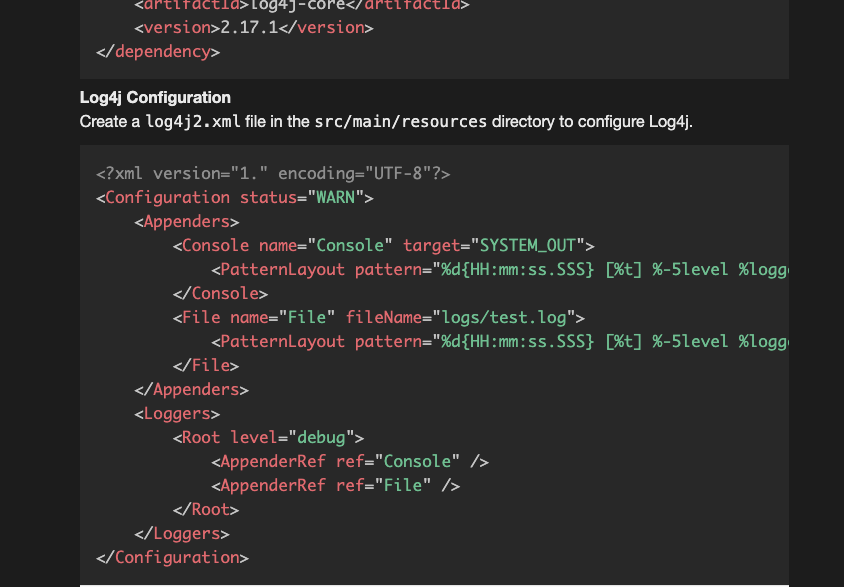 <artifactId>log4j-core</artifactId>
<version>2.17.1</version>
</dependency>
Log4j Configuration
Create a log4j2.xml file in the src/main/resources directory to configure Log4j.
<?xml version="1." encoding="UTF-8"?>
<Configuration status="WARN">
<Appenders>
<Console name="Console" target="SYSTEM_OUT">
<PatternLayout pattern="%d{HH:mm:ss.SSS} [%t] %-5level %logg
</Console>
<File name="File" fileName="logs/test.log">
<PatternLayout pattern="%d{HH:mm:ss.SSS} [%t] %-5level %logg
</File>
</Appenders>
<Loggers>
<Root level="debug">
<AppenderRef ref="Console" />
<AppenderRef ref="File" />
</Root>
</Loggers>
</Configuration>